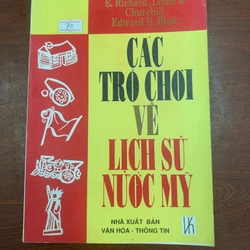 E. Richard, Linda R
Churchill
Edward H. Blair
CÁC
TRÒ CHƠI
VỀ
LỊCH SỬ
NƯỚC MỸ
NHÀ XUẤT BẢN
VĂN HÓA - THÔNG TIN